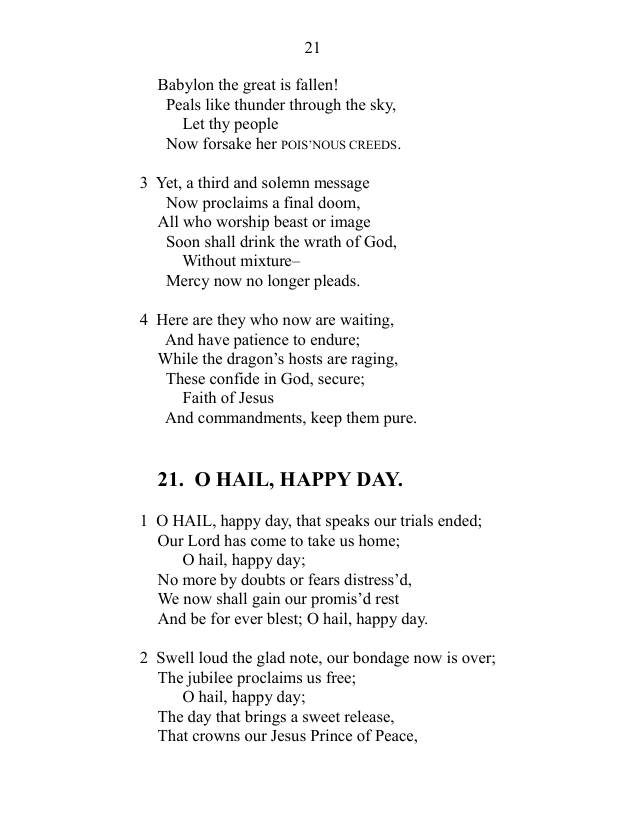 21
Babylon the great is fallen!
Peals like thunder through the sky,
Let thy people
Now forsake her POIS’NOUS CREEDS.
3 Yet, a third and solemn message
Now proclaims a final doom,
All who worship beast or image
Soon shall drink the wrath of God,
Without mixture–
Mercy now no longer pleads.
4 Here are they who now are waiting,
And have patience to endure;
While the dragon’s hosts are raging,
These confide in God, secure;
Faith of Jesus
And commandments, keep them pure.
21. O HAIL, HAPPY DAY.
1 O HAIL, happy day, that speaks our trials ended;
Our Lord has come to take us home;
O hail, happy day;
No more by doubts or fears distress’d,
We now shall gain our promis’d rest
And be for ever blest; O hail, happy day.
2 Swell loud the glad note, our bondage now is over;
The jubilee proclaims us free;
O hail, happy day;
The day that brings a sweet release,
That crowns our Jesus Prince of Peace,